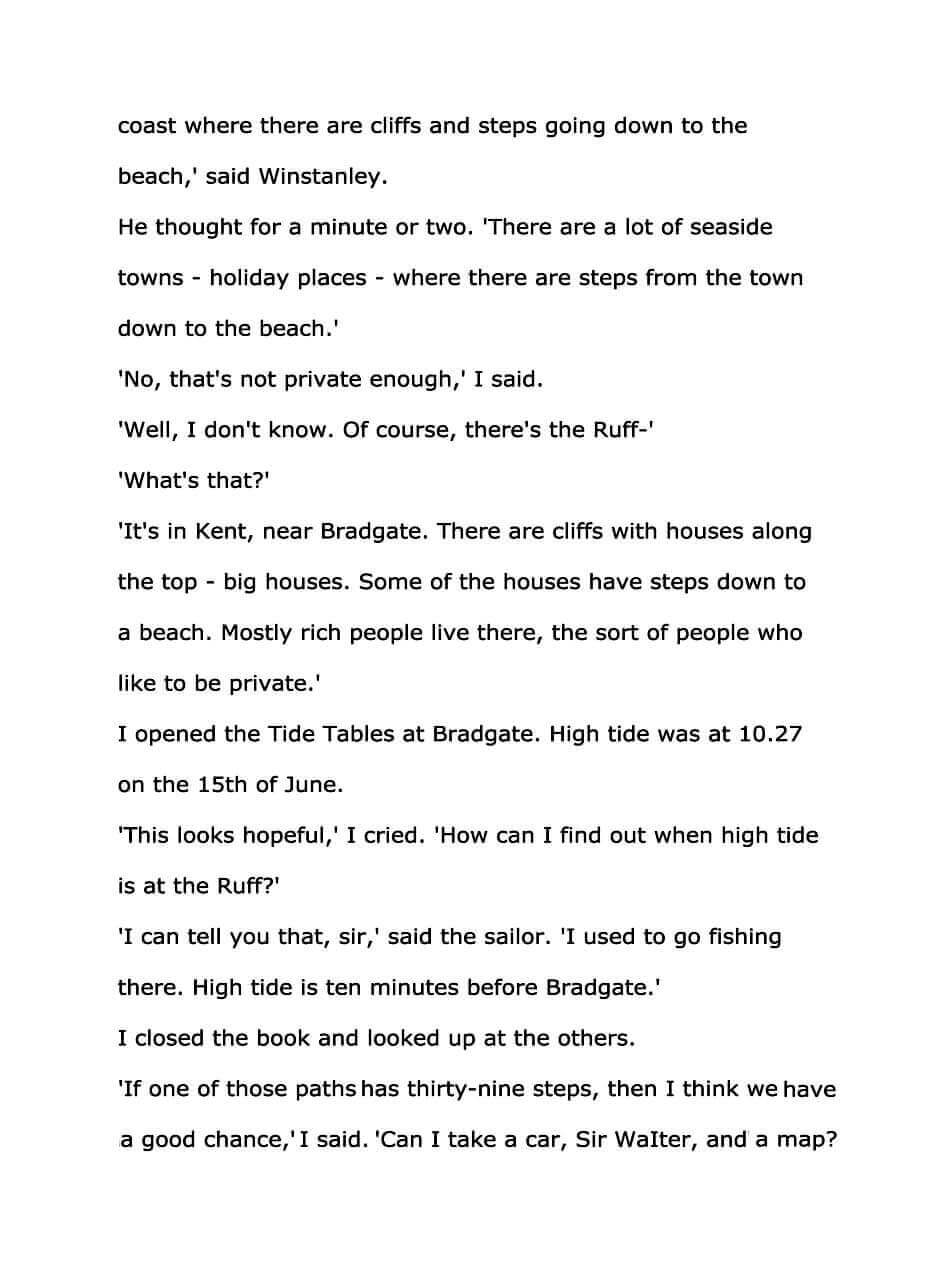 coast where there are cliffs and steps going down to the
beach,' said Winstanley.
He thought for a minute or two. 'There are a lot of seaside
towns - holiday places - where there are steps from the town
down to the beach.'
'No, that's not private enough,' I said.
'Well, I don't know. Of course, there's the Ruff-'
'What's that?'
'It's in Kent, near Bradgate. There are cliffs with houses along
the top - big houses. Some of the houses have steps down to
a beach. Mostly rich people live there, the sort of people who
like to be private.'
I opened the Tide Tables at Bradgate. High tide was at 10.27
on the 15th of June.
'This looks hopeful,' I cried. 'How can I find out when high tide
is at the Ruff?'
'I can tell you that, sir,' said the sailor. 'I used to go fishing
there. High tide is ten minutes before Bradgate.'
I closed the book and looked up at the others.
'If one of those paths has thirty-nine steps, then I think we have
a good chance,' I said. 'Can I take a car, Sir WaIter, and a map?